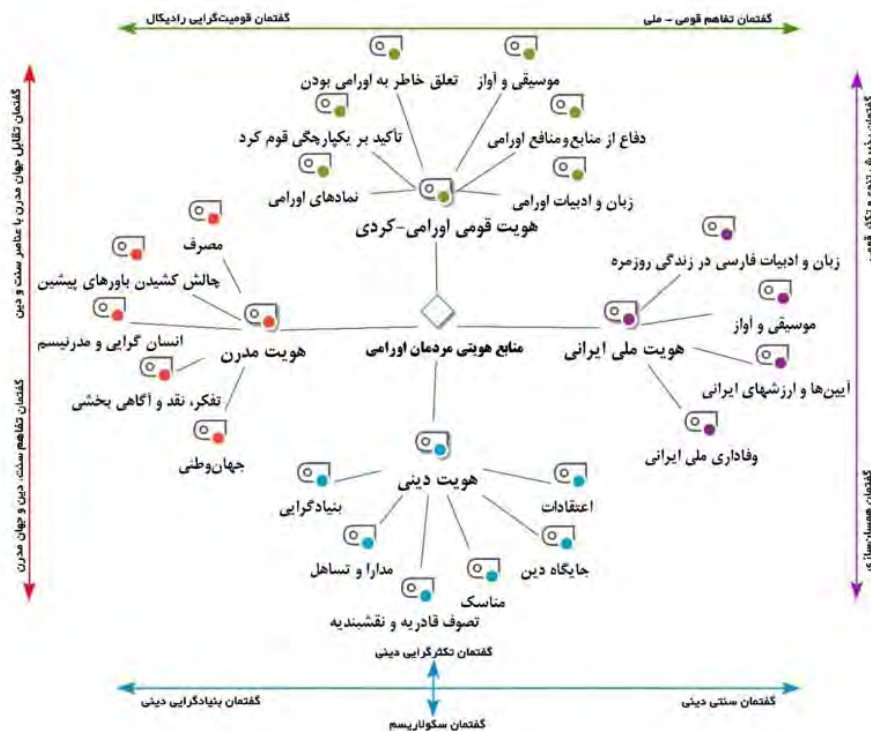 گفتمان تفاهم قومی - ملی
گفتمان قومیت‌گرایی رادیکال
موسیقی و آواز
تعلق خاطر به اورامی بودن
دفاع از منابع‌ومنافع اورامی
تأکید بر یکپارچگی قوم کرد
زبان و ادبیات اورامی
نمادهای اورامی
هویت قومی اورامی-کردی
گفتمان پذیرش تنوع و تکثر قومی
زبان و ادبیات فارسی در زندگی روزمره
موسیقی و آواز
هویت ملی ایرانی
آیین‌ها و ارزشهای ایرانی
وفاداری ملی ایرانی
گفتمان همسان‌سازی
منابع هویتی مردمان اورامی
گفتمان تقابل جهان مدرن با عناصر سنت و دین
مصرف
چالش کشیدن باورهای پیشین
انسان گرایی و مدرنیسم
هویت مدرن
تفکر، نقد و آگاهی بخشی
جهان‌وطنی
گفتمان تفاهم سنت، دین و جهان مدرن
هویت دینی
اعتقادات
بنیادگرایی
جایگاه دین
مدارا و تساهل
مناسک
تصوف قادریه و نقشبندیه
گفتمان تکثرگرایی دینی
گفتمان سنتی دینی
گفتمان بنیادگرایی دینی
گفتمان سکولاریسم